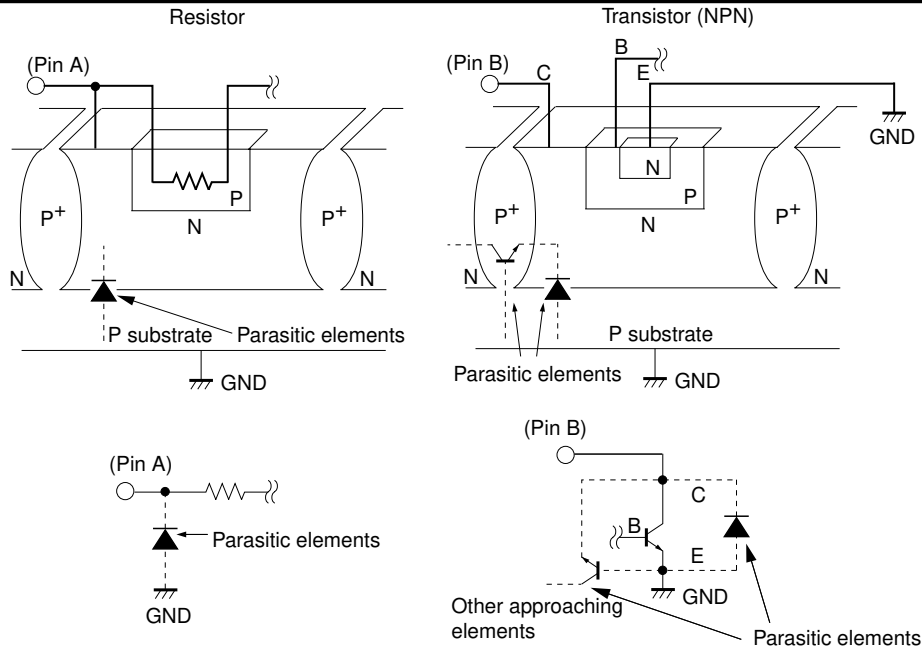 Resistor
(Pin A)
P+
N
P
N
P+
N
P substrate
Parasitic elements
GND
Transistor (NPN)
(Pin B)
C
B
E
GND
P+
N
N
P
N
P+
N
P substrate
Parasitic elements
GND
(Pin A)
Parasitic elements
GND
(Pin B)
C
B
E
GND
Other approaching
elements
Parasitic elements